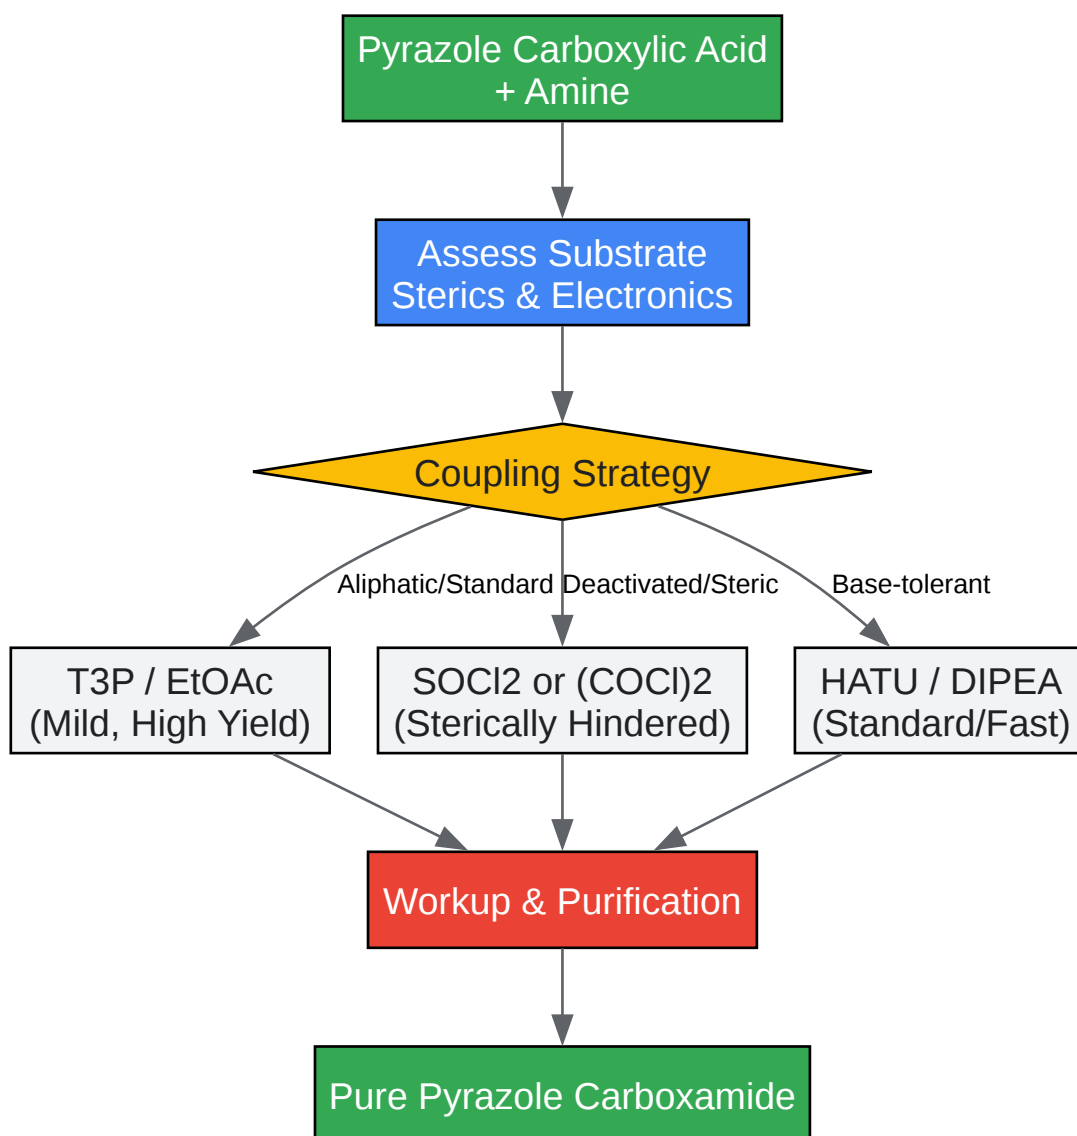 Pyrazole Carboxylic Acid
+ Amine
Assess Substrate
Sterics & Electronics
Coupling Strategy
Aliphatic/Standard
Deactivated/Steric
Base-tolerant
T3P / EtOAc
(Mild, High Yield)
SOCl2 or (COCl)2
(Sterically Hindered)
HATU / DIPEA
(Standard/Fast)
Workup & Purification
Pure Pyrazole Carboxamide